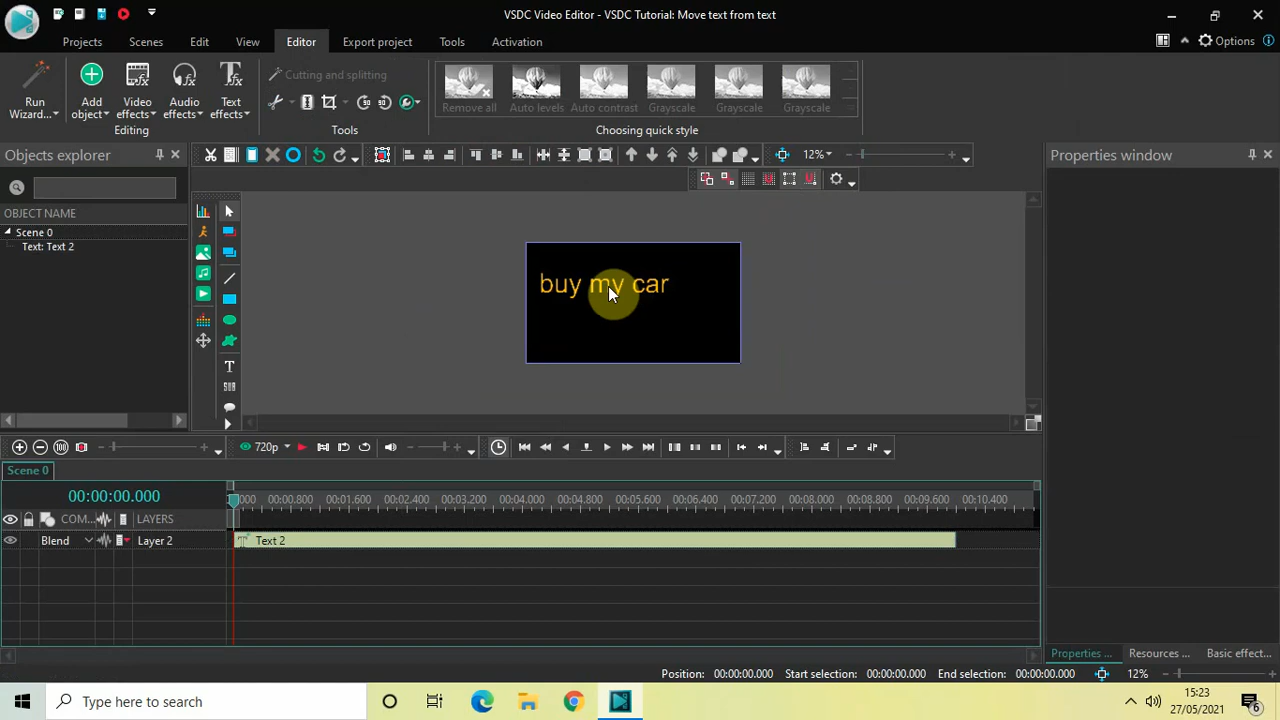 VSDC Video Editor - VSDC Tutorial: Move text from text
Projects Scenes Edit View Editor Export project Tools Activation Options
Run Wizard... Add object Video effects Audio effects Text effects Cutting and splitting Remove all Auto levels Auto contrast Grayscale Grayscale Grayscale
Editing Tools Choosing quick style
Objects explorer 12% Properties window
OBJECT NAME
Scene 0
Text: Text 2
buy my car
T
SUB
720p
Scene 0
00:00:00.000 000 00:00.800 00:01.600 00:02.400 00:03.200 00:04.000 00:04.800 00:05.600 00:06.400 00:07.200 00:08.000 00:08.800 00:09.600 00:10.400
COM... LAYERS
Blend Layer 2 Text 2
Properties ... Resources ... Basic effect...
Position: 00:00:00.000 Start selection: 00:00:00.000 End selection: 00:00:00.000 12%
Type here to search 15:23
27/05/2021 6